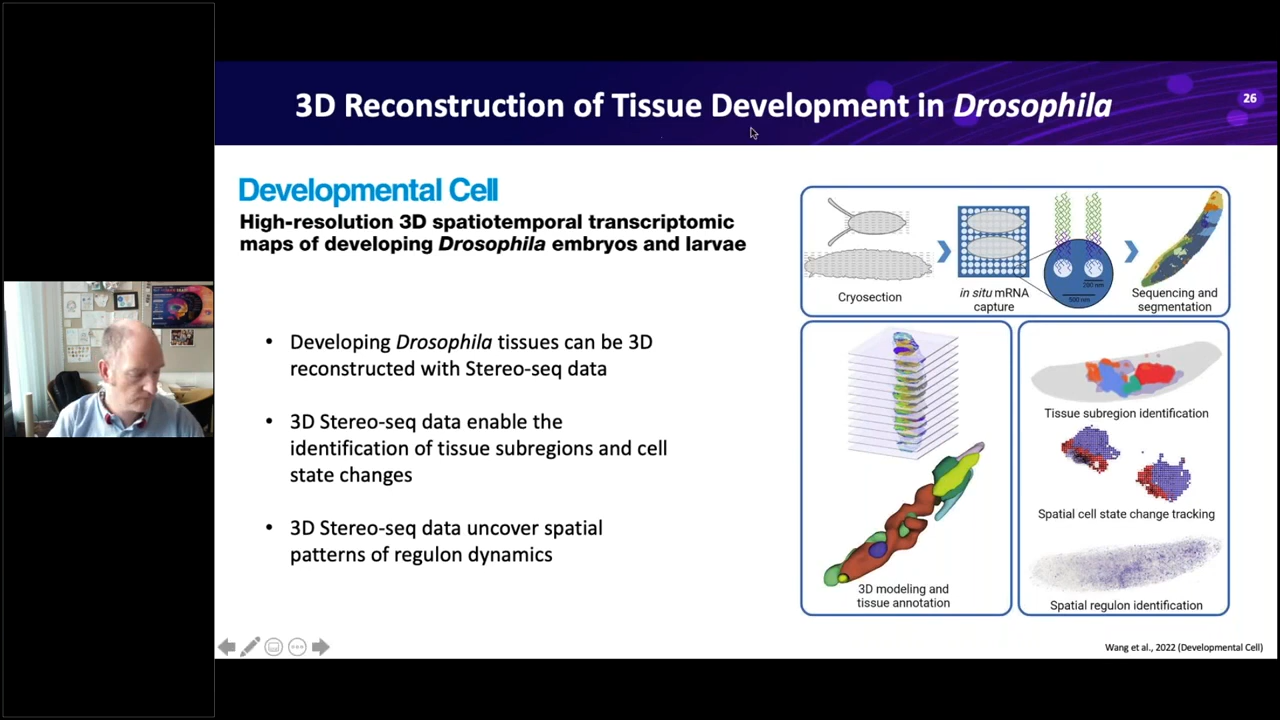 3D Reconstruction of Tissue Development in Drosophila
26
Developmental Cell
High-resolution 3D spatiotemporal transcriptomic
maps of developing Drosophila embryos and larvae
• Developing Drosophila tissues can be 3D
reconstructed with Stereo-seq data
• 3D Stereo-seq data enable the
identification of tissue subregions and cell
state changes
• 3D Stereo-seq data uncover spatial
patterns of regulon dynamics
Cryosection
in situ mRNA
capture
200 nm
500 nm
Sequencing and
segmentation
3D modeling and
tissue annotation
Tissue subregion identification
Spatial cell state change tracking
Spatial regulon identification
Wang et al., 2022 (Developmental Cell)